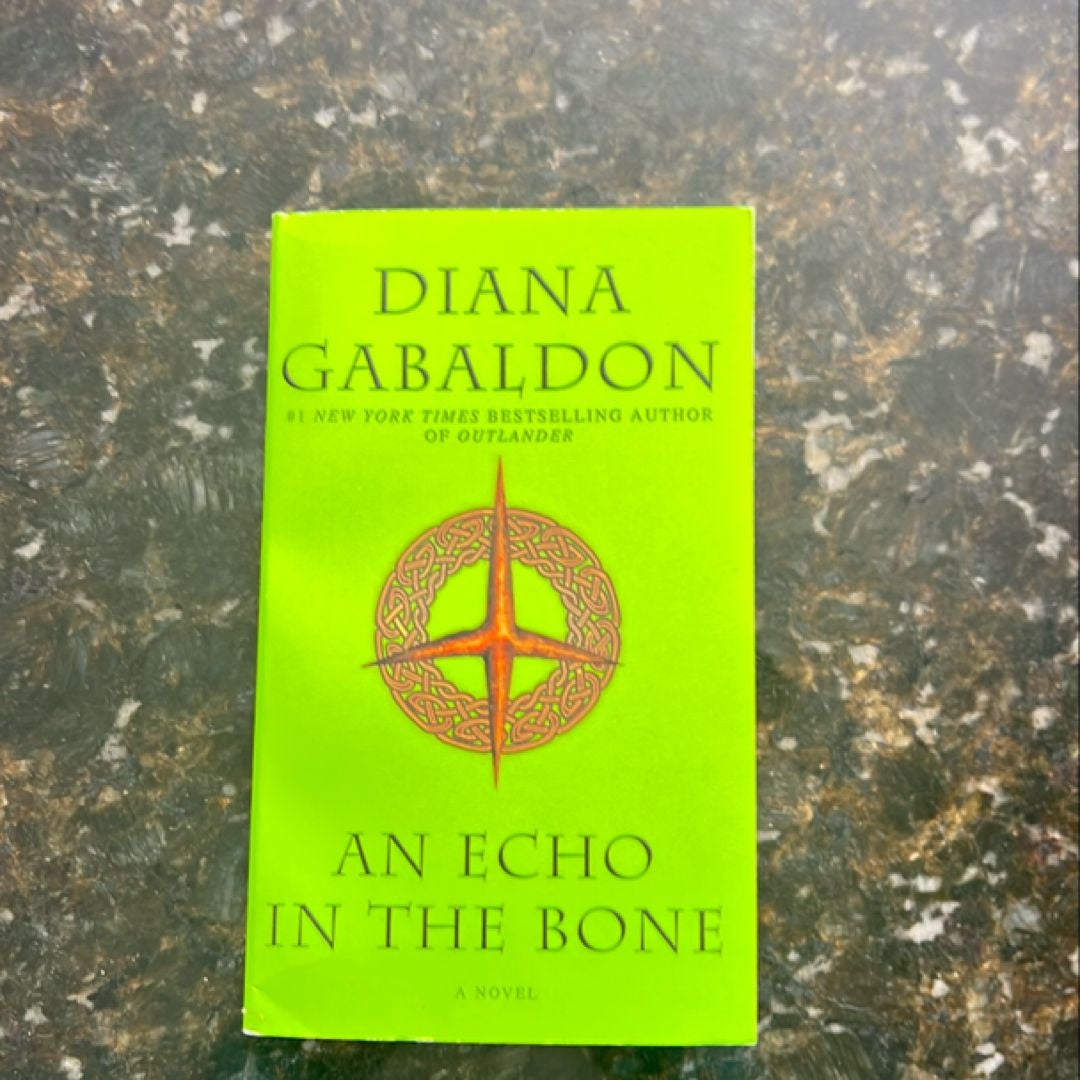 DIANA
GABALDON
#1 NEW YORK TIMES BESTSELLING AUTHOR
OF OUTLANDER
AN ECHO
IN THE BONE
A NOVEL